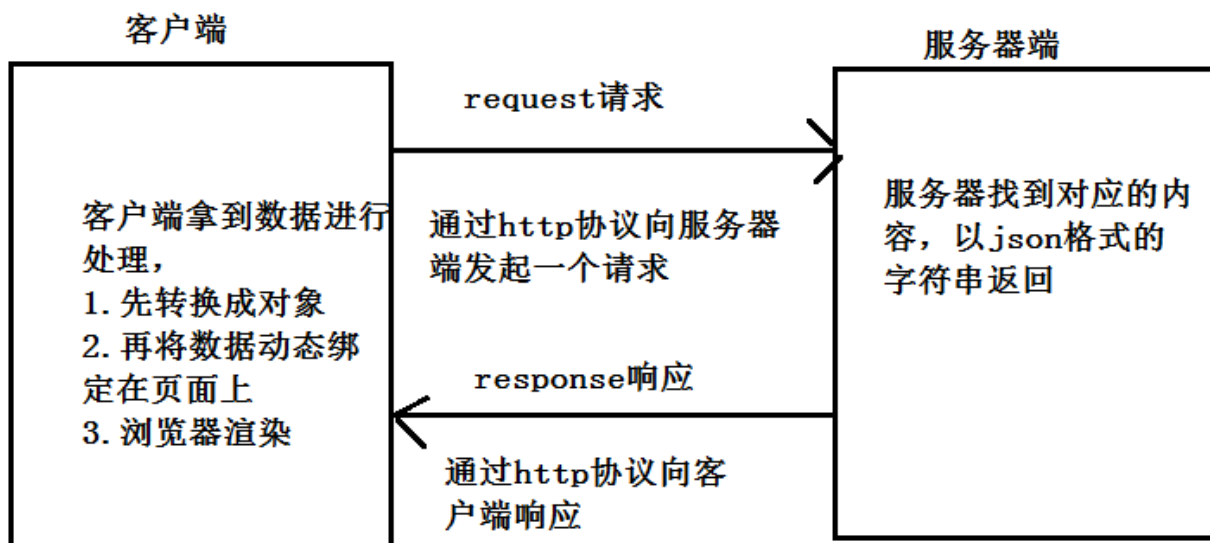 客户端
服务器端
request请求
客户端拿到数据进行
处理，
1.先转换成对象
2.再将数据动态绑
定在页面上
3.浏览器渲染
通过http协议向服务器
端发起一个请求
服务器找到对应的内
容，以json格式的
字符串返回
response响应
通过http协议向客
户端响应